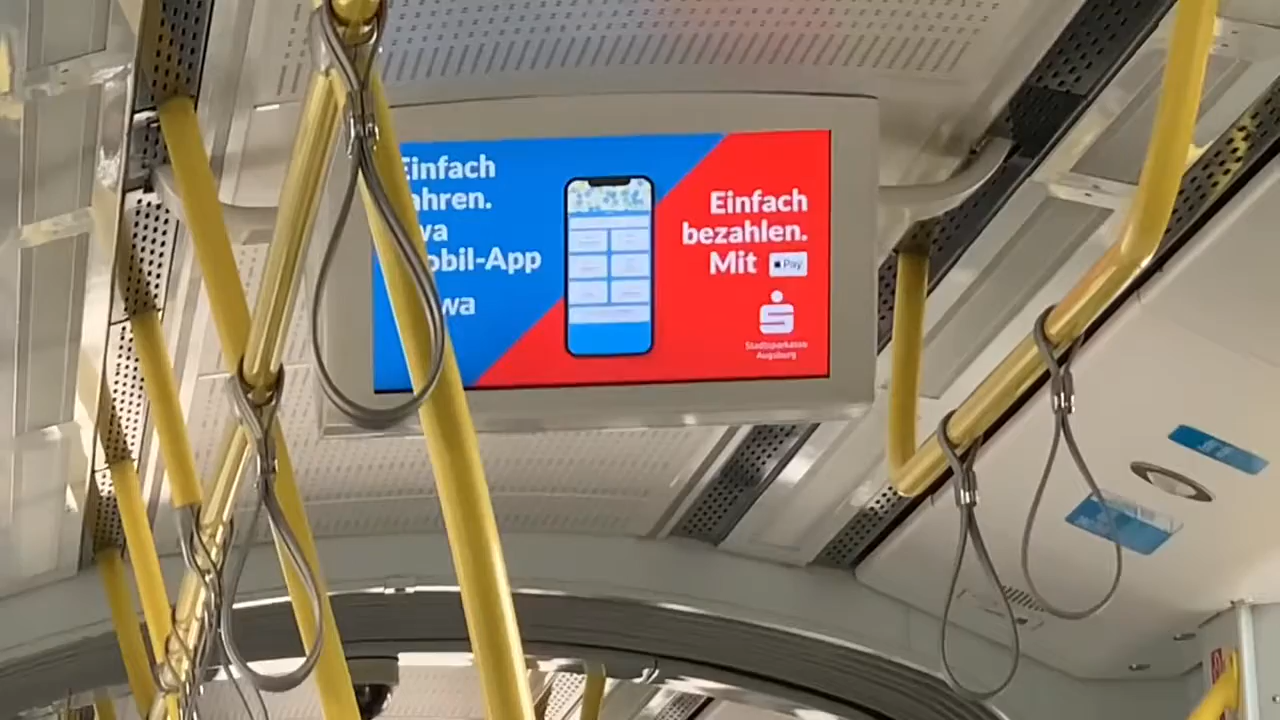 Einfach
ahren.
wa
obil-App
wa
Einfach
bezahlen.
Mit Pay
Stadtsparkasse
Augsburg